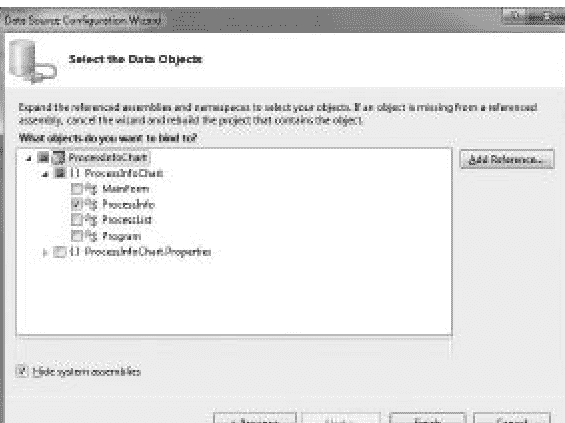 Data Source Configuration Wizard
Select the Data Objects
Expand the referenced assemblies and namespaces to select your objects. If an object is missing from a referenced
assembly, cancel the wizard and rebuild the project that contains the object.
What objects do you want to bind to?
ProcessInfoChart
Add Reference...
{ } ProcessInfoChart
MainForm
ProcessInfo
ProcessList
Program
{ } ProcessInfoChart.Properties
Hide system assemblies
< Previous
Next >
Finish
Cancel